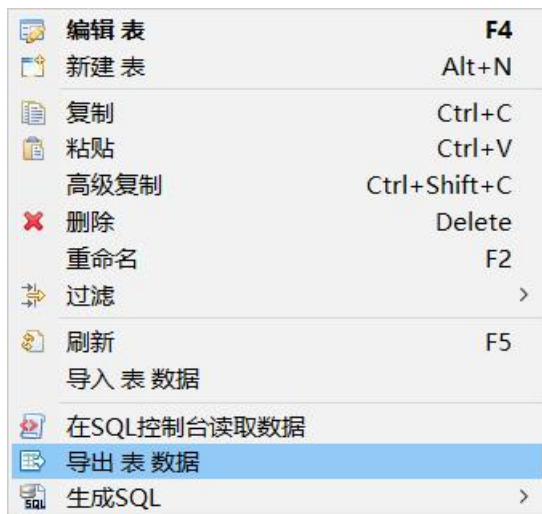 编辑 表 F4
新建 表 Alt+N
复制 Ctrl+C
粘贴 Ctrl+V
高级复制 Ctrl+Shift+C
删除 Delete
重命名 F2
过滤
刷新 F5
导入 表 数据
在SQL控制台读取数据
导出 表 数据
生成SQL